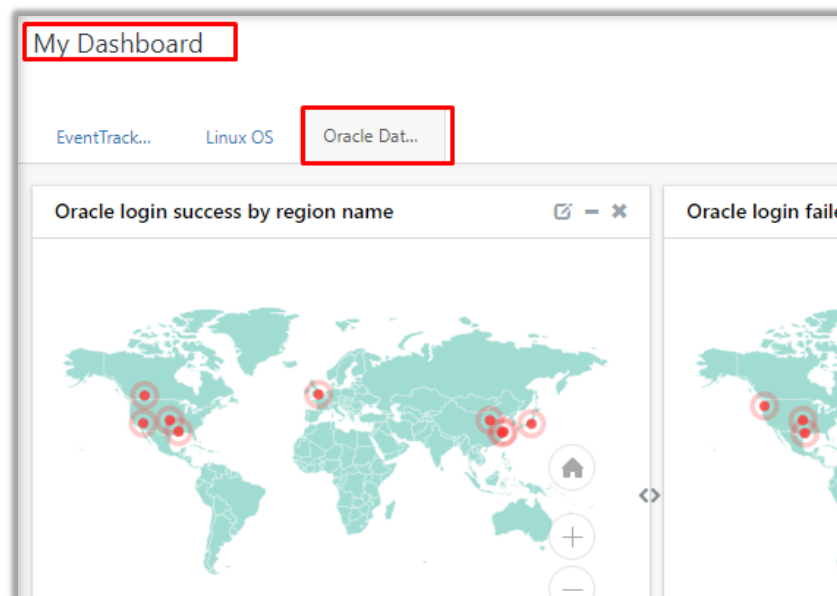 My Dashboard
EventTrack...
Linux OS
Oracle Dat...
Oracle login success by region name
Oracle login faile